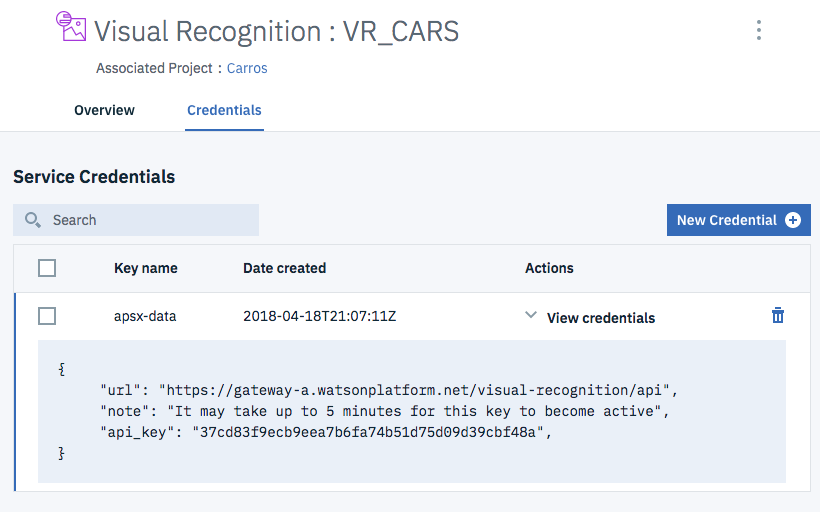 Visual Recognition : VR_CARS
Associated Project : Carros
Overview Credentials
Service Credentials
Search New Credential
Key name Date created Actions
apsx-data 2018-04-18T21:07:11Z View credentials
{
"url": "https://gateway-a.watsonplatform.net/visual-recognition/api",
"note": "It may take up to 5 minutes for this key to become active",
"api_key": "37cd83f9ecb9eea7b6fa74b51d75d09d39cbf48a",
}